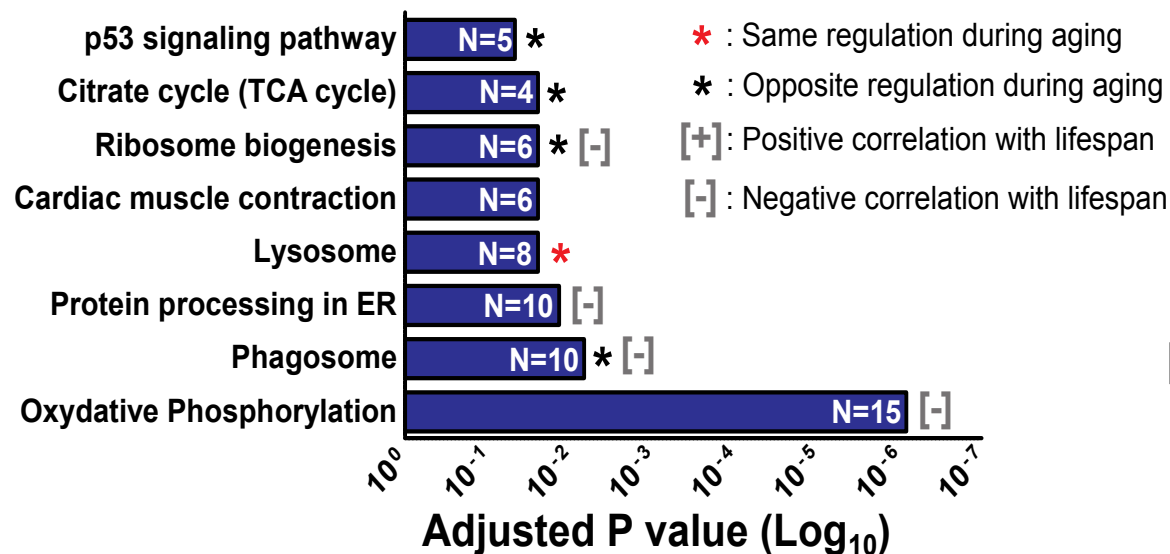 p53 signaling pathway N=5 *
Citrate cycle (TCA cycle) N=4 *
Ribosome biogenesis N=6 * [-]
Cardiac muscle contraction N=6
Lysosome N=8 *
Protein processing in ER N=10 [-]
Phagosome N=10 * [-]
Oxydative Phosphorylation N=15 [-]
* : Same regulation during aging
* : Opposite regulation during aging
[+] : Positive correlation with lifespan
[-] : Negative correlation with lifespan
10⁰ 10⁻¹ 10⁻² 10⁻³ 10⁻⁴ 10⁻⁵ 10⁻⁶ 10⁻⁷
Adjusted P value (Log₁₀)